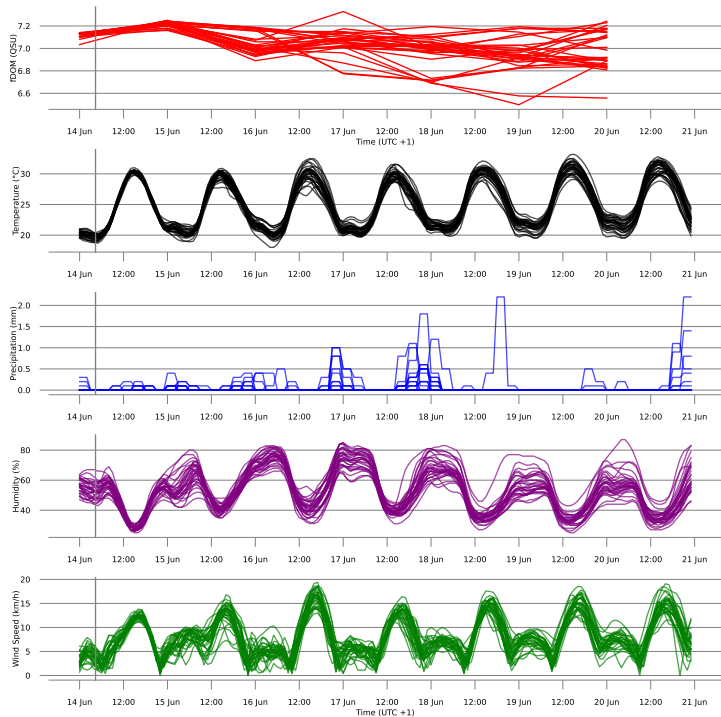 fDOM (QSU)
7.2
7.0
6.8
6.6
14 Jun 12:00 15 Jun 12:00 16 Jun 12:00 17 Jun 12:00 18 Jun 12:00 19 Jun 12:00 20 Jun 12:00 21 Jun
Time (UTC +1)
Temperature (°C)
30
25
20
14 Jun 12:00 15 Jun 12:00 16 Jun 12:00 17 Jun 12:00 18 Jun 12:00 19 Jun 12:00 20 Jun 12:00 21 Jun
Precipitation (mm)
2.0
1.5
1.0
0.5
0.0
14 Jun 12:00 15 Jun 12:00 16 Jun 12:00 17 Jun 12:00 18 Jun 12:00 19 Jun 12:00 20 Jun 12:00 21 Jun
Humidity (%)
80
60
40
14 Jun 12:00 15 Jun 12:00 16 Jun 12:00 17 Jun 12:00 18 Jun 12:00 19 Jun 12:00 20 Jun 12:00 21 Jun
Wind Speed (km/h)
20
15
10
5
0
14 Jun 12:00 15 Jun 12:00 16 Jun 12:00 17 Jun 12:00 18 Jun 12:00 19 Jun 12:00 20 Jun 12:00 21 Jun
Time (UTC +1)